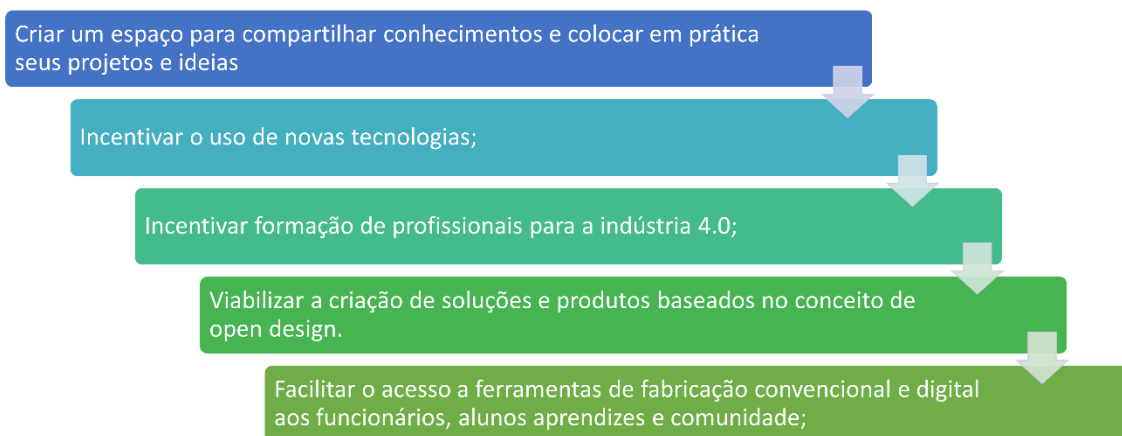 Criar um espaço para compartilhar conhecimentos e colocar em prática
seus projetos e ideias
Incentivar o uso de novas tecnologias;
Incentivar formação de profissionais para a indústria 4.0;
Viabilizar a criação de soluções e produtos baseados no conceito de
open design.
Facilitar o acesso a ferramentas de fabricação convencional e digital
aos funcionários, alunos aprendizes e comunidade;